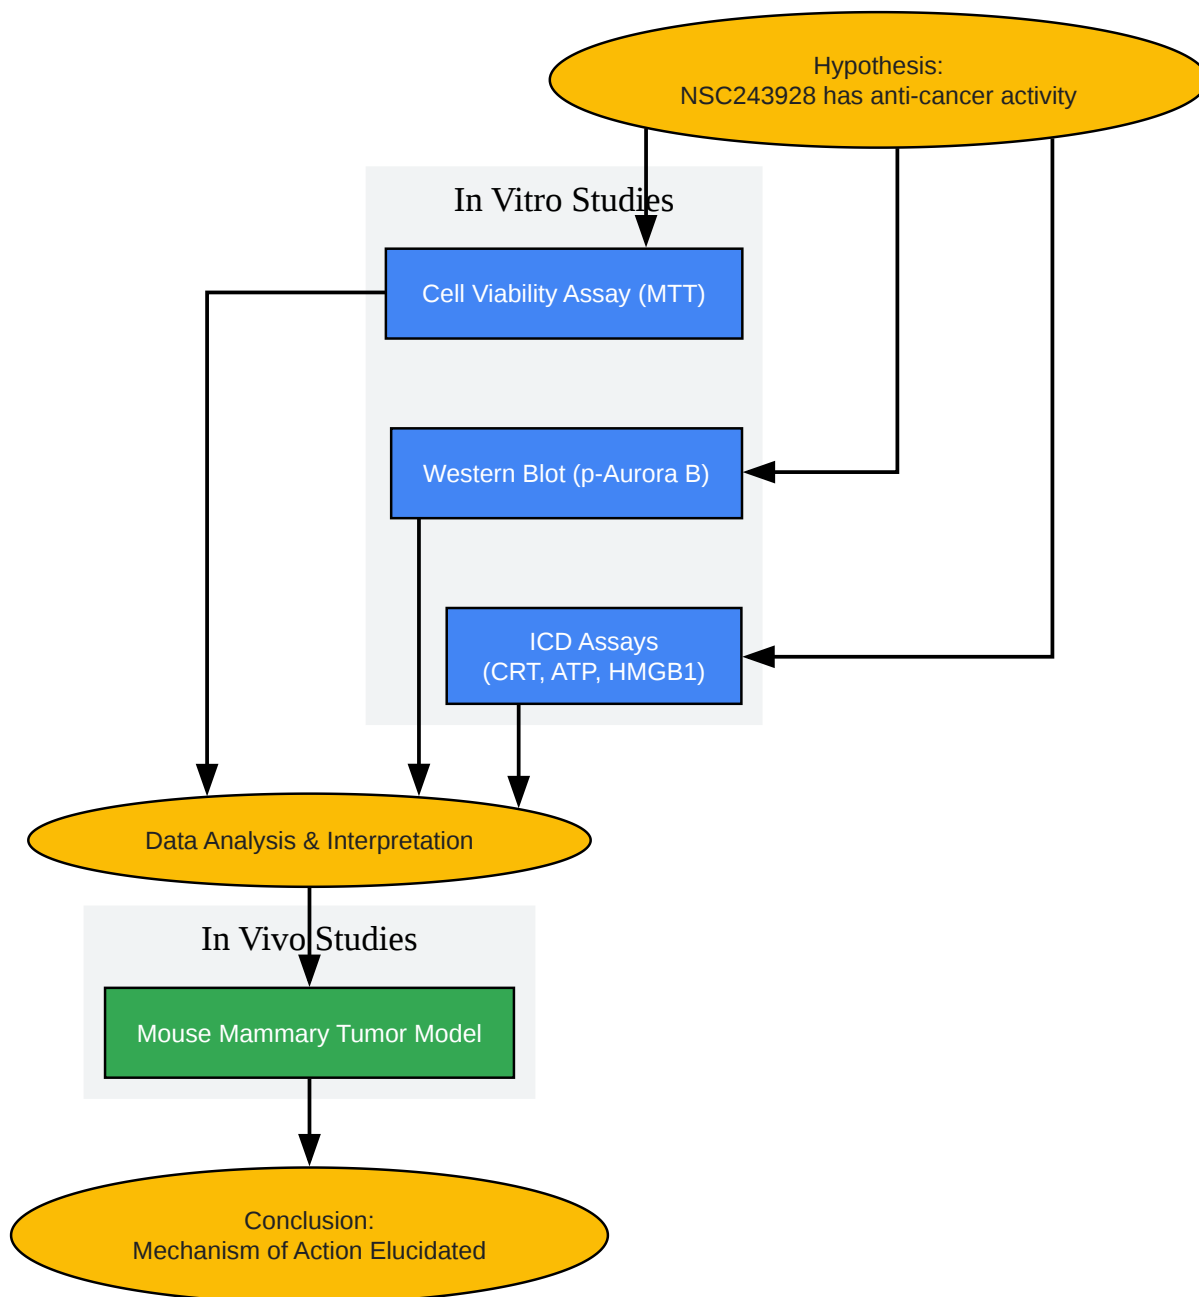 Hypothesis:
NSC243928 has anti-cancer activity
In Vitro Studies
Cell Viability Assay (MTT)
Western Blot (p-Aurora B)
ICD Assays
(CRT, ATP, HMGB1)
Data Analysis & Interpretation
In Vivo Studies
Mouse Mammary Tumor Model
Conclusion:
Mechanism of Action Elucidated